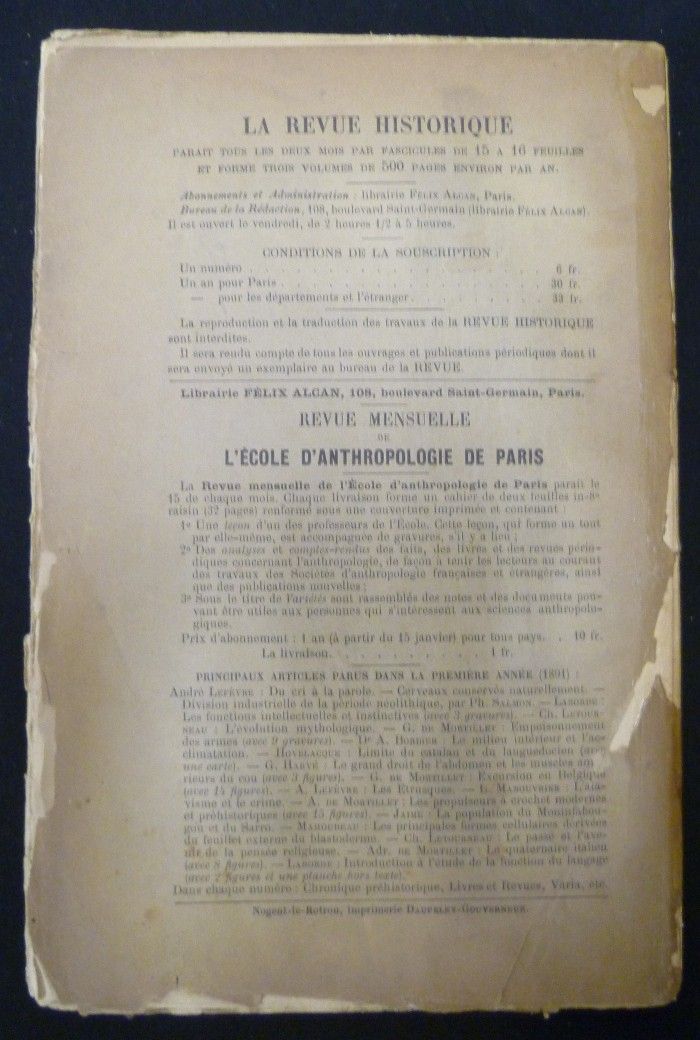 LA REVUE HISTORIQUE
PARAIT TOUS LES DEUX MOIS PAR FASCICULES DE 15 A 16 FEUILLES
ET FORME TROIS VOLUMES DE 500 PAGES ENVIRON PAR AN.
Abonnements et Administration : librairie FÉLIX ALCAN, Paris.
Bureau de la Rédaction, 108, boulevard Saint-Germain (librairie FÉLIX ALCAN).
Il est ouvert le vendredi, de 2 heures 1/2 à 5 heures.
CONDITIONS DE LA SOUSCRIPTION :
Un numéro . . . . . . . . . . . . . . . . 6 fr.
Un an pour Paris . . . . . . . . . . . . . . 30 fr.
— pour les départements et l'étranger . . . . . . . 33 fr.
La reproduction et la traduction des travaux de la REVUE HISTORIQUE
sont interdites.
Il sera rendu compte de tous les ouvrages et publications périodiques dont il
sera envoyé un exemplaire au bureau de la REVUE.
Librairie FÉLIX ALCAN, 108, boulevard Saint-Germain, Paris.
REVUE MENSUELLE
DE
L'ÉCOLE D'ANTHROPOLOGIE DE PARIS
La Revue mensuelle de l'École d'anthropologie de Paris paraît le
15 de chaque mois. Chaque livraison forme un cahier de deux feuilles in-8º
raisin (32 pages) renfermé sous une couverture imprimée et contenant :
1º Une leçon d'un des professeurs de l'École. Cette leçon, qui forme un tout
par elle-même, est accompagnée de gravures, s'il y a lieu ;
2º Des analyses et comptes-rendus des faits, des livres et des revues pério-
diques concernant l'anthropologie, de façon à tenir les lecteurs au courant
des travaux des Sociétés d'anthropologie françaises et étrangères, ainsi
que des publications nouvelles ;
3º Sous le titre de Variétés sont rassemblés des notes et des documents pou-
vant être utiles aux personnes qui s'intéressent aux sciences anthropolo-
giques.
Prix d'abonnement : 1 an (à partir du 15 janvier) pour tous pays. . 10 fr.
La livraison. . . . . . . . . . 1 fr.
PRINCIPAUX ARTICLES PARUS DANS LA PREMIÈRE ANNÉE (1891) :
André LEFÈVRE : Du cri à la parole. — Cerveaux conservés naturellement. —
Division industrielle de la période néolithique, par Ph. SALMON. — LABORDE :
Les fonctions intellectuelles et instinctives (avec 3 gravures). — Ch. LETOUR-
NEAU : L'évolution mythologique. — G. DE MORTILLET : Empoisonnement
des armes (avec 9 gravures). — Dr A. BORDIER : Le milieu intérieur et l'ac-
climatation. — HOVELACQUE : Limite du catalan et du languedocien (avec
une carte). — G. HERVÉ : Le grand droit de l'abdomen et les muscles
rieurs du cou (avec 3 figures). — G. DE MORTILLET : Excursion en Belgique
(avec 14 figures). — A. LEFÈVRE : Les Étrusques. — L. MANOUVRIER : L'ata-
visme et le crime. — A. DE MORTILLET : Les propulseurs à crochet modernes
et préhistoriques (avec 15 figures). — JAIME : La population du
gou et du Sarro. — MAHOUDEAU : Les principales formes cellulaires dérivées
du feuillet externe du blastoderme. — Ch. LETOURNEAU : Le passé et l'ave-
nir de la pensée religieuse. — Adr. DE MORTILLET : La quaternaire italien
(avec 8 figures). — LABORDE : Introduction à l'étude de la fonction du langage
(avec 2 figures et une planche hors texte).
Dans chaque numéro : Chronique préhistorique, Livres et Revues, Varia, etc.
Nogent-le-Rotrou, imprimerie DAUPELEY-GOUVERNEUR.